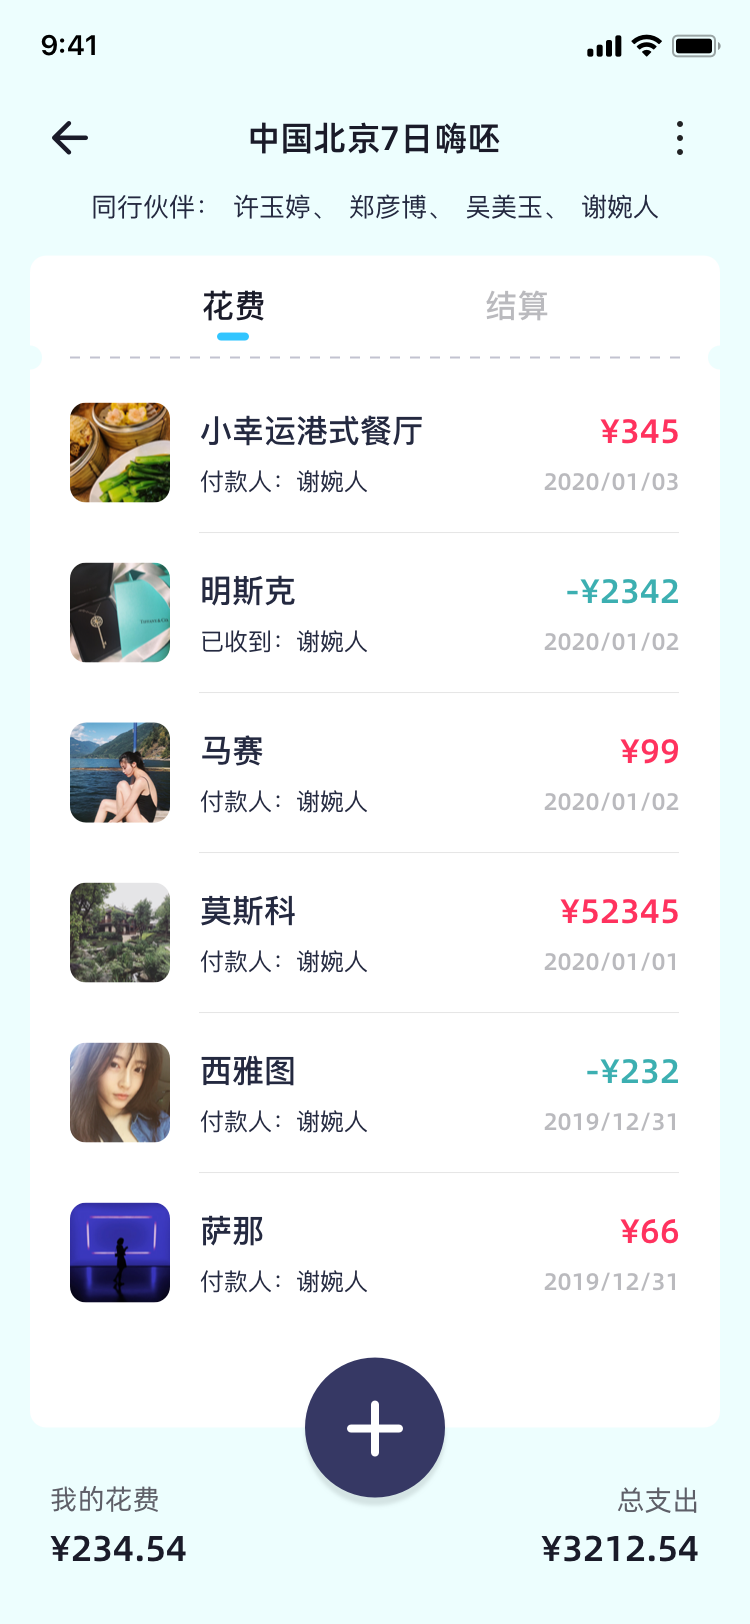 9:41
中国北京7日嗨呸
同行伙伴： 许玉婷、 郑彦博、 吴美玉、 谢婉人
花费 结算
小幸运港式餐厅 ¥345
付款人：谢婉人 2020/01/03
明斯克 -¥2342
已收到：谢婉人 2020/01/02
马赛 ¥99
付款人：谢婉人 2020/01/02
莫斯科 ¥52345
付款人：谢婉人 2020/01/01
西雅图 -¥232
付款人：谢婉人 2019/12/31
萨那 ¥66
付款人：谢婉人 2019/12/31
我的花费 总支出
¥234.54 ¥3212.54